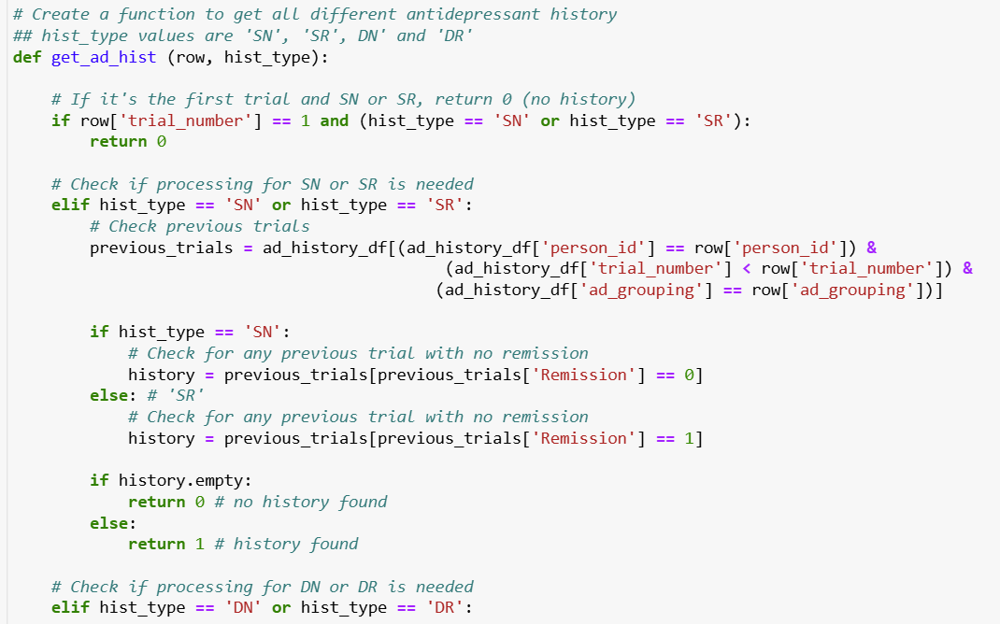 # Create a function to get all different antidepressant history
## hist_type values are 'SN', 'SR', DN' and 'DR'
def get_ad_hist (row, hist_type):
    # If it's the first trial and SN or SR, return 0 (no history)
    if row['trial_number'] == 1 and (hist_type == 'SN' or hist_type == 'SR'):
        return 0
    # Check if processing for SN or SR is needed
    elif hist_type == 'SN' or hist_type == 'SR':
        # Check previous trials
        previous_trials = ad_history_df[(ad_history_df['person_id'] == row['person_id']) &
                                             (ad_history_df['trial_number'] < row['trial_number']) &
                                            (ad_history_df['ad_grouping'] == row['ad_grouping'])]
        if hist_type == 'SN':
            # Check for any previous trial with no remission
            history = previous_trials[previous_trials['Remission'] == 0]
        else: # 'SR'
            # Check for any previous trial with no remission
            history = previous_trials[previous_trials['Remission'] == 1]
        if history.empty:
            return 0 # no history found
        else:
            return 1 # history found
    # Check if processing for DN or DR is needed
    elif hist_type == 'DN' or hist_type == 'DR':